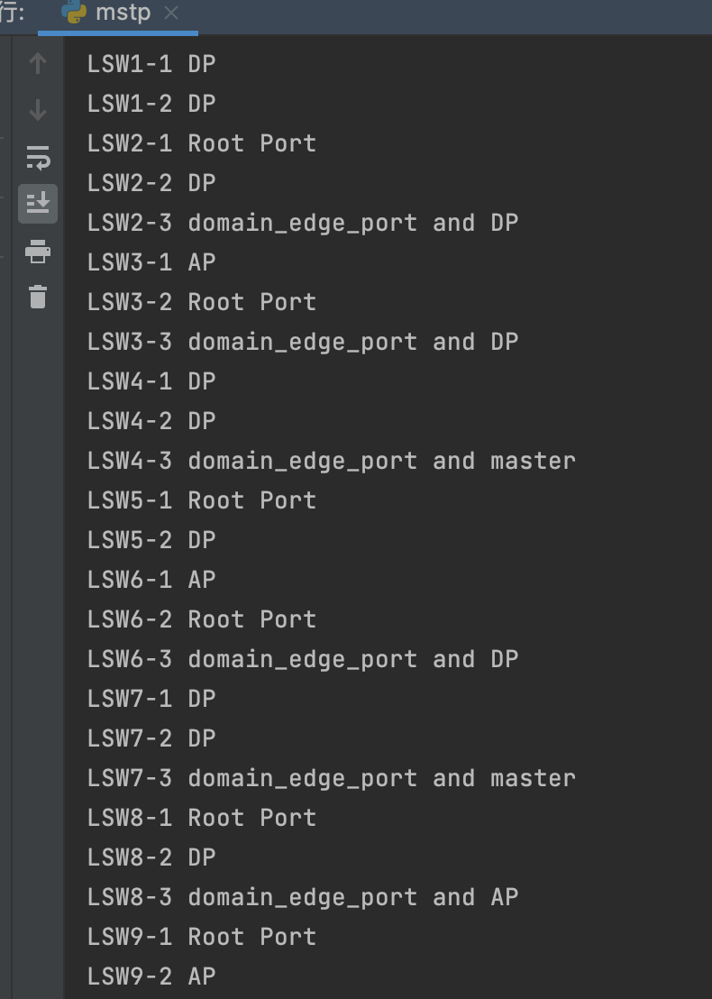 行:
mstp
LSW1-1 DP
LSW1-2 DP
LSW2-1 Root Port
LSW2-2 DP
LSW2-3 domain_edge_port and DP
LSW3-1 AP
LSW3-2 Root Port
LSW3-3 domain_edge_port and DP
LSW4-1 DP
LSW4-2 DP
LSW4-3 domain_edge_port and master
LSW5-1 Root Port
LSW5-2 DP
LSW6-1 AP
LSW6-2 Root Port
LSW6-3 domain_edge_port and DP
LSW7-1 DP
LSW7-2 DP
LSW7-3 domain_edge_port and master
LSW8-1 Root Port
LSW8-2 DP
LSW8-3 domain_edge_port and AP
LSW9-1 Root Port
LSW9-2 AP